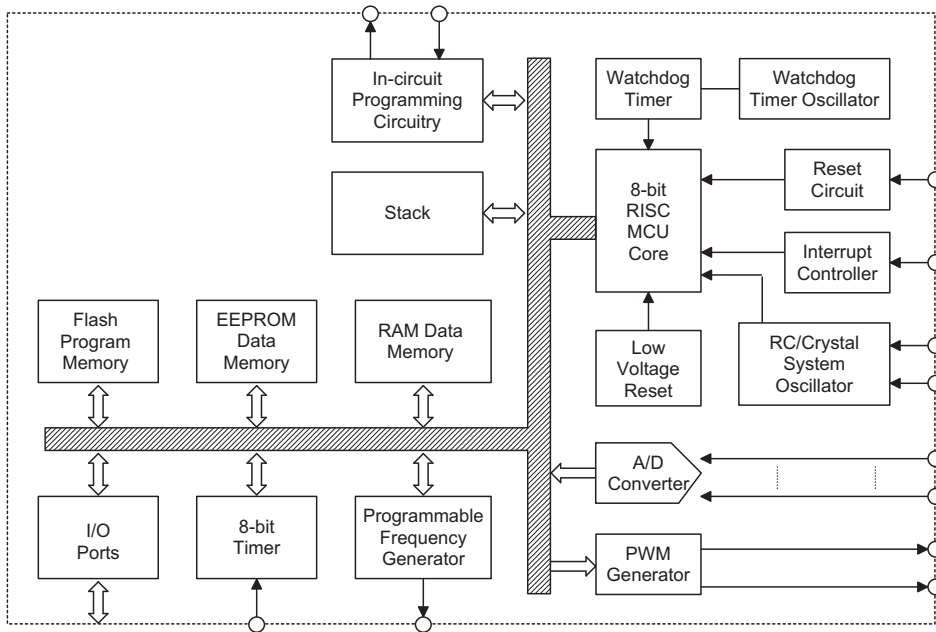 In-circuit
Programming
Circuitry
Watchdog
Timer
Watchdog
Timer Oscillator
Stack
8-bit
RISC
MCU
Core
Reset
Circuit
Interrupt
Controller
Flash
Program
Memory
EEPROM
Data
Memory
RAM Data
Memory
Low
Voltage
Reset
RC/Crystal
System
Oscillator
A/D
Converter
I/O
Ports
8-bit
Timer
Programmable
Frequency
Generator
PWM
Generator